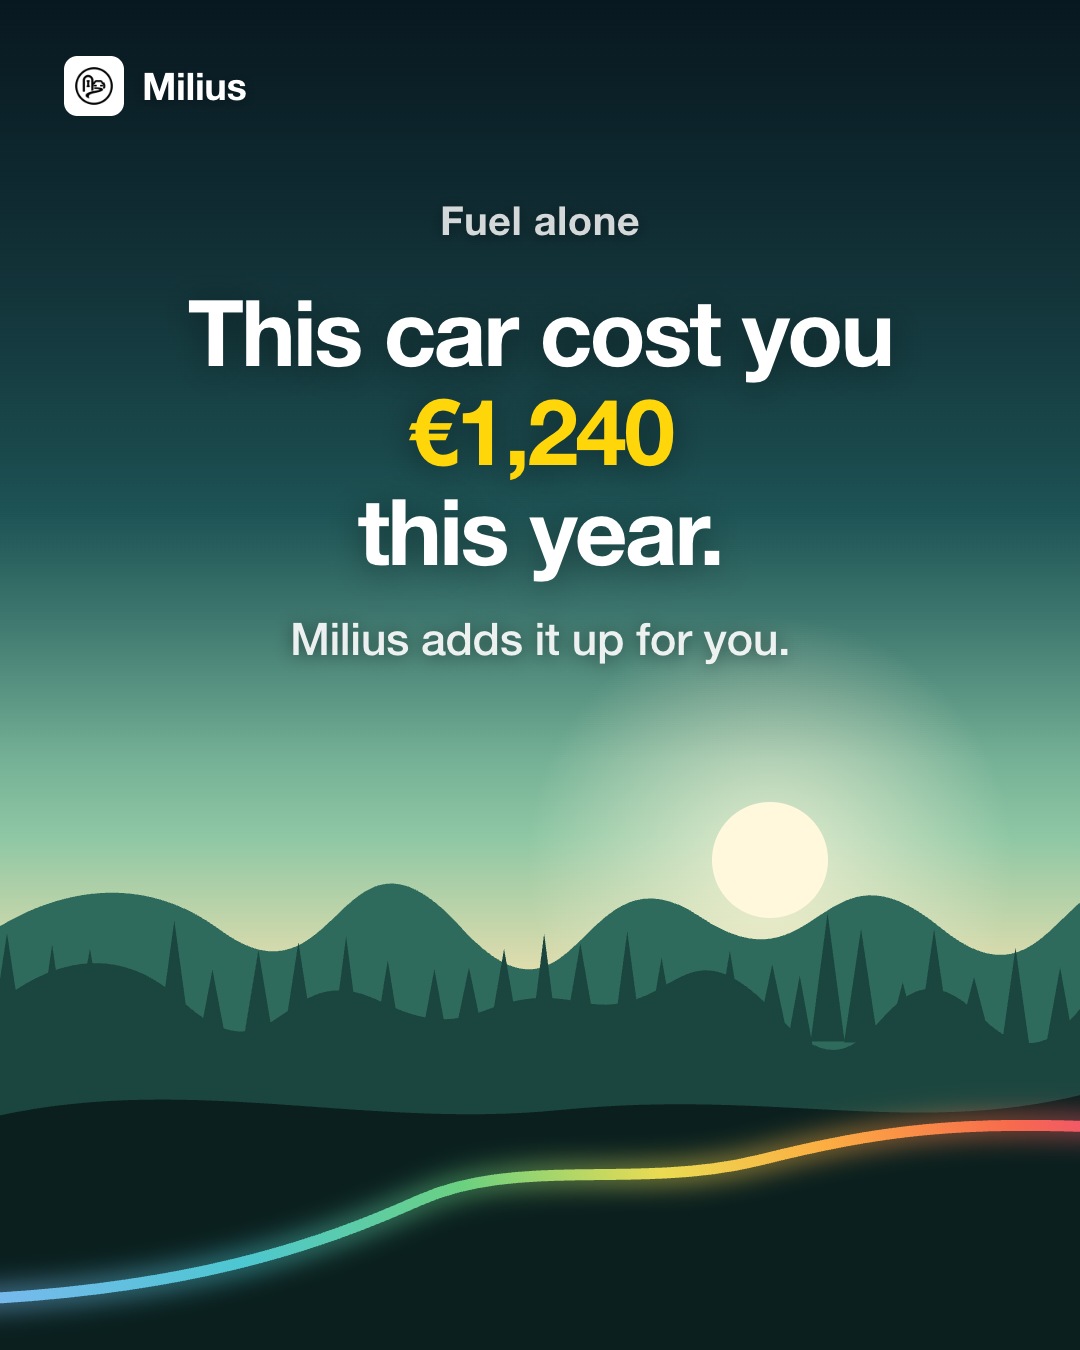 Milius
Fuel alone
This car cost you
€1,240
this year.
Milius adds it up for you.